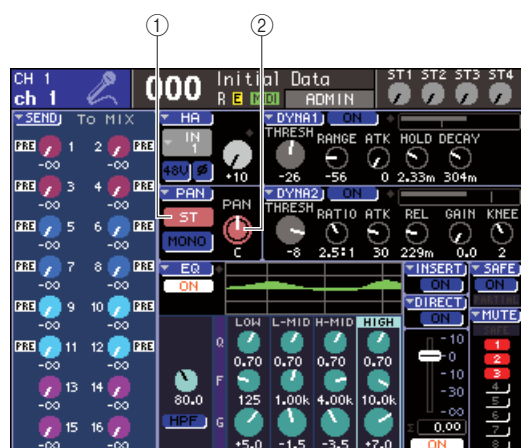 ① ②
CH 1
ch 1
000
Initial Data
R E MIDI ADMIN
ST1 ST2 ST3 ST4
SEND To MIX
PRE 1 2 PRE
-∞ -∞
PRE 3 4 PRE
-∞ -∞
PRE 5 6 PRE
-∞ -∞
PRE 7 8 PRE
-∞ -∞
PRE 9 10 PRE
-∞ -∞
PRE 11 12 PRE
-∞ -∞
13 14
-∞ -∞
15 16
-∞ -∞
HA
IN
1
48V Ø
+10
PAN
ST
MONO
PAN
C
DYNA1 ON
THRESH RANGE ATK HOLD DECAY
-26 -56 0 2.33m 304m
DYNA2 ON
THRESH RATIO ATK REL GAIN KNEE
-8 2.5:1 30 229m 0.0 2
EQ
ON
LOW L-MID H-MID HIGH
Q
0.70 0.70 0.70 0.70
F
80.0
125 1.00k 4.00k 10.0k
HPF
G
+5.0 -1.5 -3.5 +7.0
INSERT
ON
DIRECT
ON
-10
-0
-10
-30
-∞
Σ 0.00
ON
SAFE
ON
PARTIAL
MUTE
SAFE
1
2
3
4
5
6
7
8